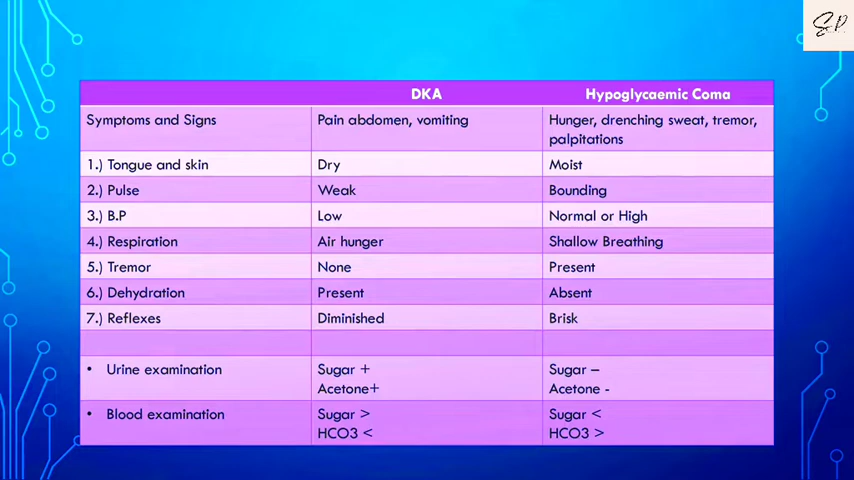 DKA Hypoglycaemic Coma
Symptoms and Signs Pain abdomen, vomiting Hunger, drenching sweat, tremor,
palpitations
1.) Tongue and skin Dry Moist
2.) Pulse Weak Bounding
3.) B.P Low Normal or High
4.) Respiration Air hunger Shallow Breathing
5.) Tremor None Present
6.) Dehydration Present Absent
7.) Reflexes Diminished Brisk
• Urine examination Sugar + Sugar –
Acetone+ Acetone -
• Blood examination Sugar > Sugar <
HCO3 < HCO3 >